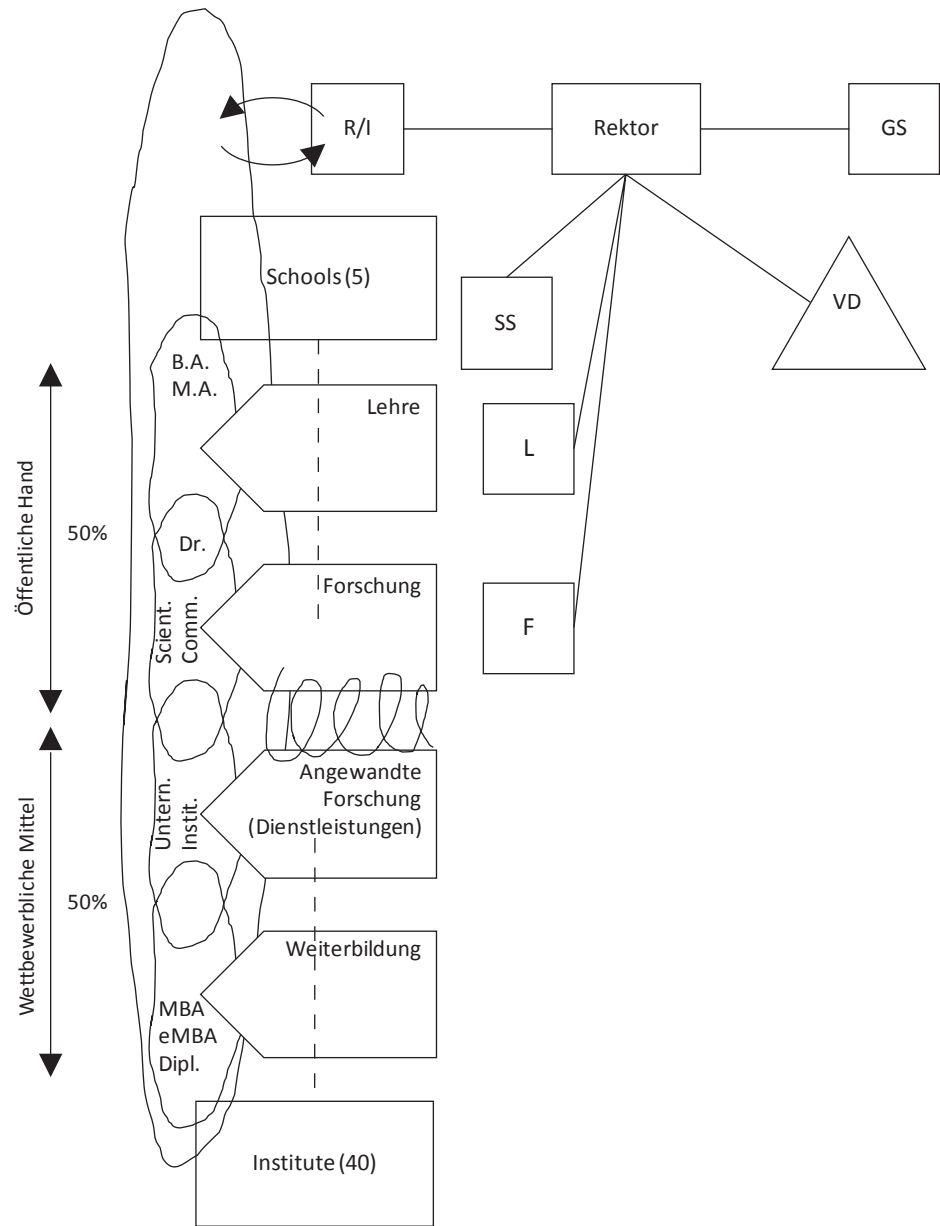 R/I
Rektor
GS
Schools (5)
SS
VD
B.A.
M.A.
Lehre
L
Öffentliche Hand
50%
Dr.
Forschung
Scient.
Comm.
F
Angewandte
Forschung
(Dienstleistungen)
Untern.
Instit.
Wettbewerbliche Mittel
50%
Weiterbildung
MBA
eMBA
Dipl.
Institute (40)